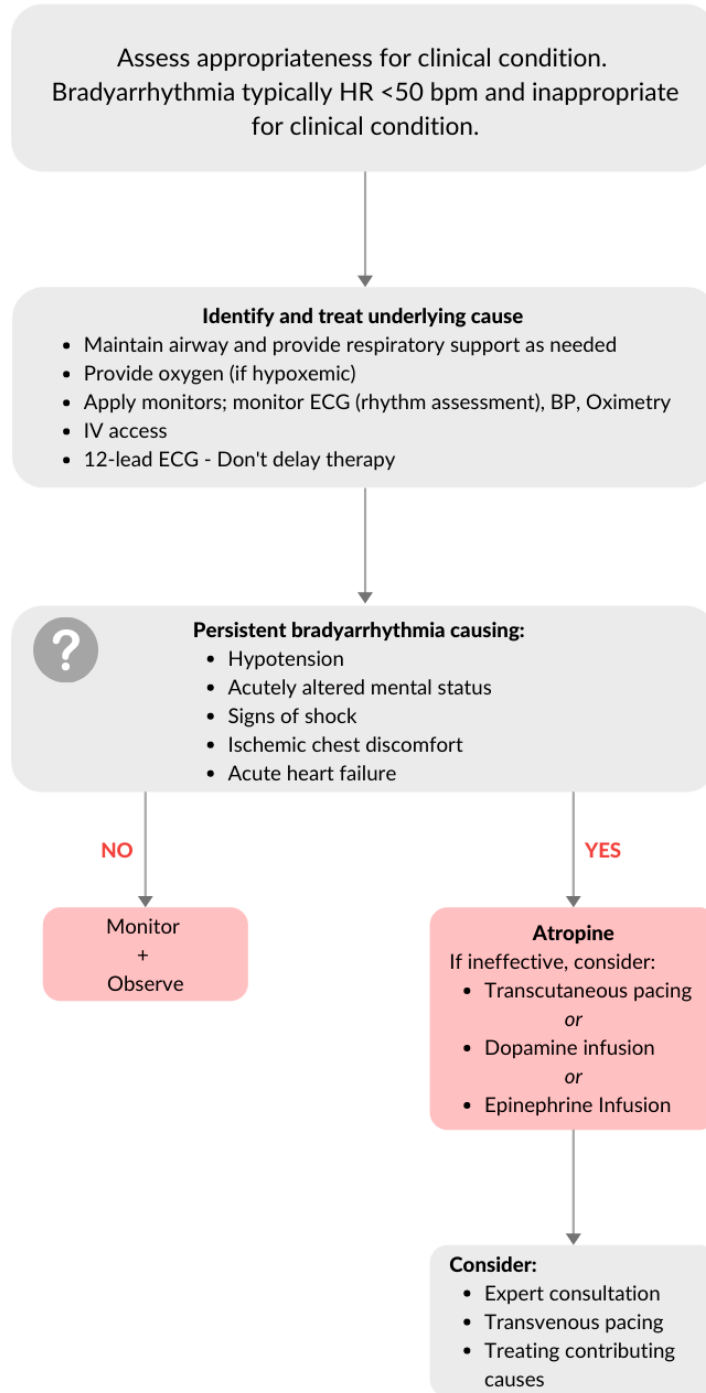 Assess appropriateness for clinical condition.
Bradyarrhythmia typically HR <50 bpm and inappropriate
for clinical condition.
Identify and treat underlying cause
• Maintain airway and provide respiratory support as needed
• Provide oxygen (if hypoxemic)
• Apply monitors; monitor ECG (rhythm assessment), BP, Oximetry
• IV access
• 12-lead ECG - Don't delay therapy
?
Persistent bradyarrhythmia causing:
• Hypotension
• Acutely altered mental status
• Signs of shock
• Ischemic chest discomfort
• Acute heart failure
NO
Monitor
+
Observe
YES
Atropine
If ineffective, consider:
• Transcutaneous pacing
or
• Dopamine infusion
or
• Epinephrine Infusion
Consider:
• Expert consultation
• Transvenous pacing
• Treating contributing
causes